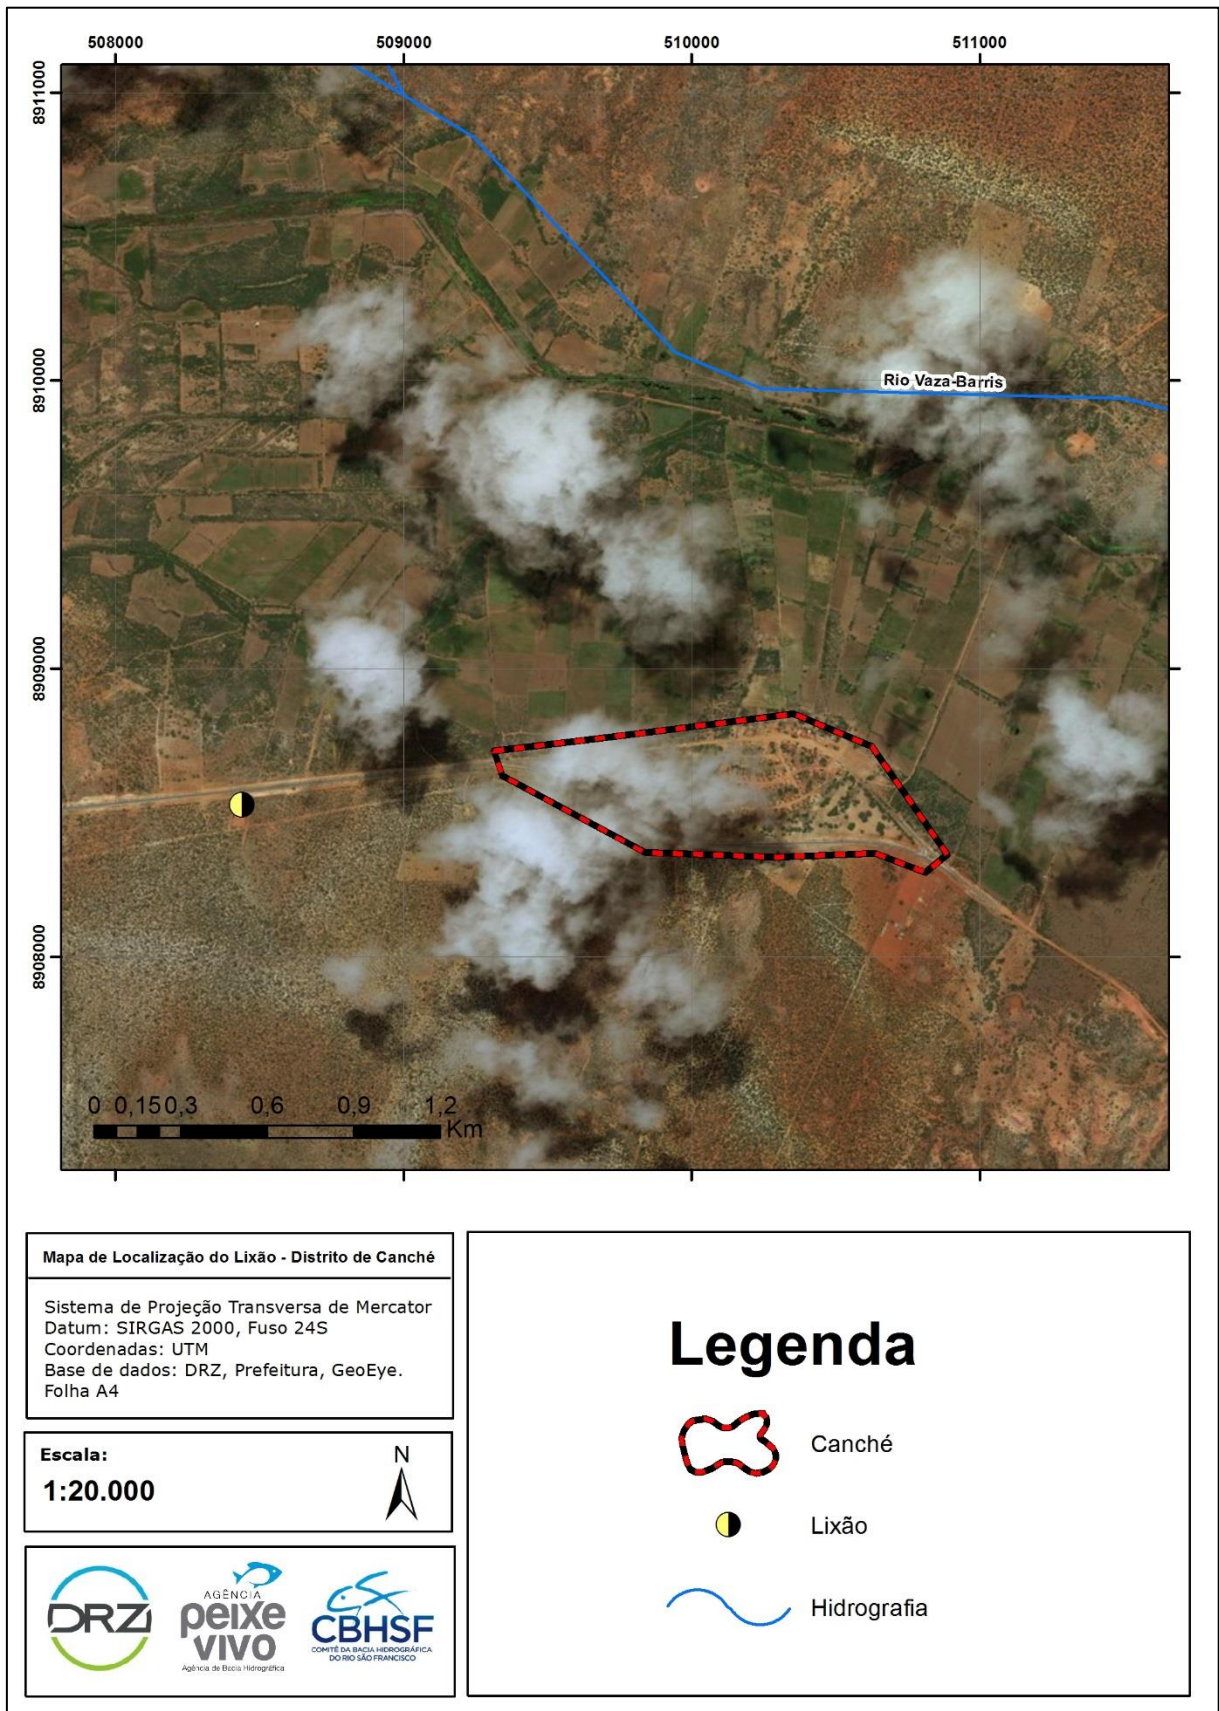 508000
509000
510000
511000
8911000
8910000
8909000
8908000
Rio Vaza-Barris
0 0,15 0,3 0,6 0,9 1,2
Km
Mapa de Localização do Lixão - Distrito de Canché
Sistema de Projeção Transversa de Mercator
Datum: SIRGAS 2000, Fuso 24S
Coordenadas: UTM
Base de dados: DRZ, Prefeitura, GeoEye.
Folha A4
Escala:
1:20.000
N
DRZ
AGÊNCIA
peixe
vivo
Agência de Bacia Hidrográfica
CBHSF
COMITÊ DA BACIA HIDROGRÁFICA
DO RIO SÃO FRANCISCO
Legenda
Canché
Lixão
Hidrografia